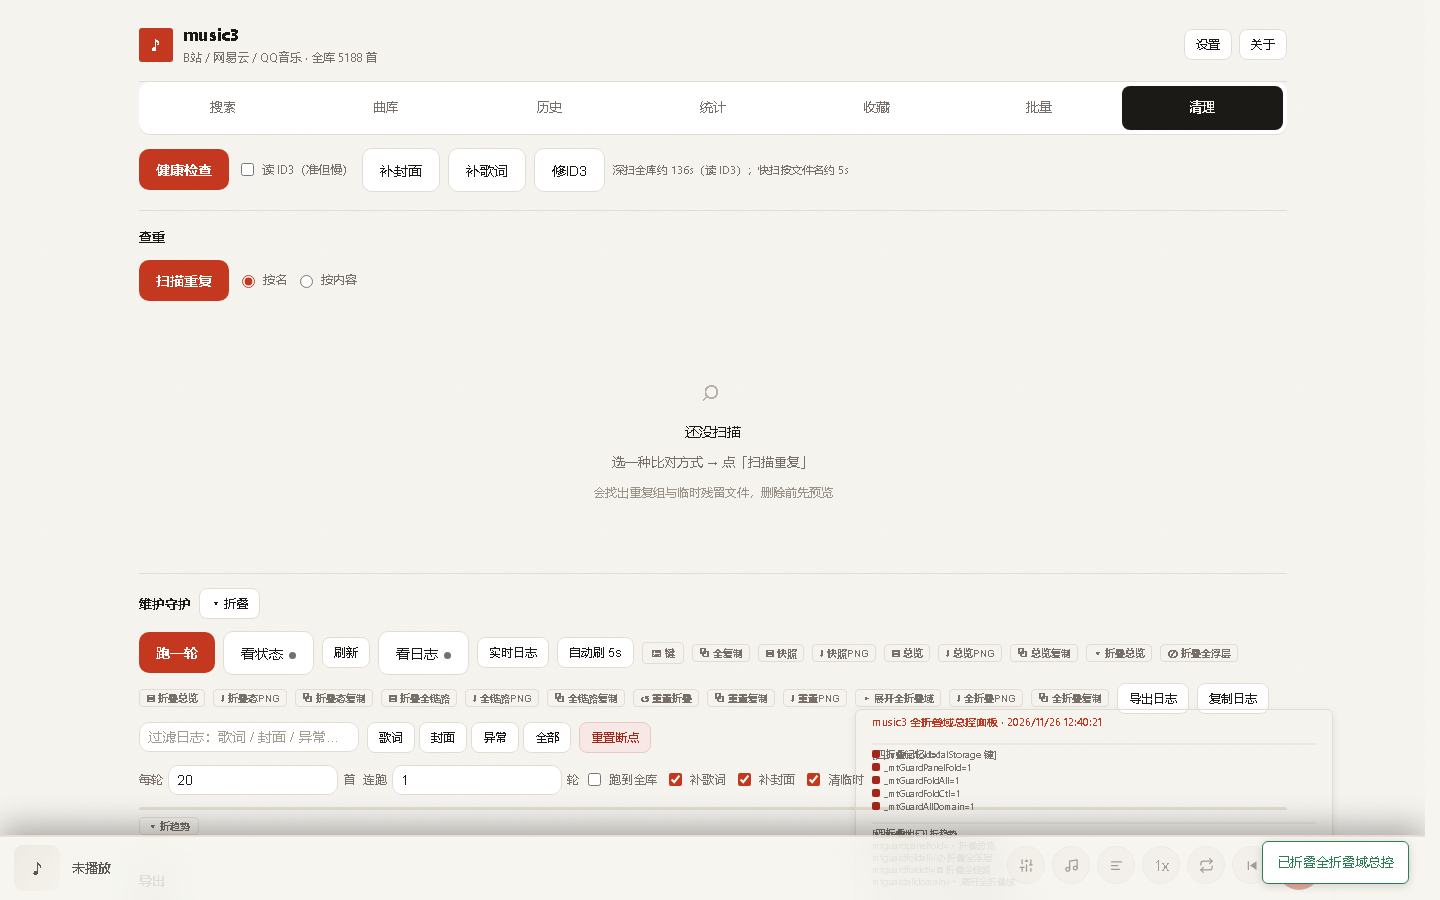 music3
B站 / 网易云 / QQ音乐 · 全库 5188 首
设置
关于
搜索
曲库
历史
统计
收藏
批量
清理
健康检查
读 ID3（准但慢）
补封面
补歌词
修ID3
深扫全库约 136s（读 ID3）；快扫按文件名约 5s
查重
扫描重复
按名
按内容
还没扫描
选一种比对方式 → 点「扫描重复」
会找出重复组与临时残留文件，删除前先预览
维护守护
▾ 折叠
跑一轮
看状态
刷新
看日志
实时日志
自动刷 5s
键
全复制
快照
快照PNG
总览
总览PNG
总览复制
▾ 折叠总览
折叠全浮层
折叠总览
折叠态PNG
折叠态复制
折叠全链路
全链路PNG
全链路复制
重置折叠
重置复制
重置PNG
展开全折叠域
全折叠PNG
全折叠复制
导出日志
复制日志
过滤日志：歌词 / 封面 / 异常…
歌词
封面
异常
全部
重置断点
music3 全折叠域总控面板 · 2026/11/26 12:40:21
_mtGuardPanelFold=1
_mtGuardFoldAll=1
_mtGuardFoldCtl=1
_mtGuardAllDomain=1
每轮
20
首
连跑
1
轮
跑到全库
补歌词
补封面
清临时
▾ 折趋势
♪
未播放
导出
1x
已折叠全折叠域总控